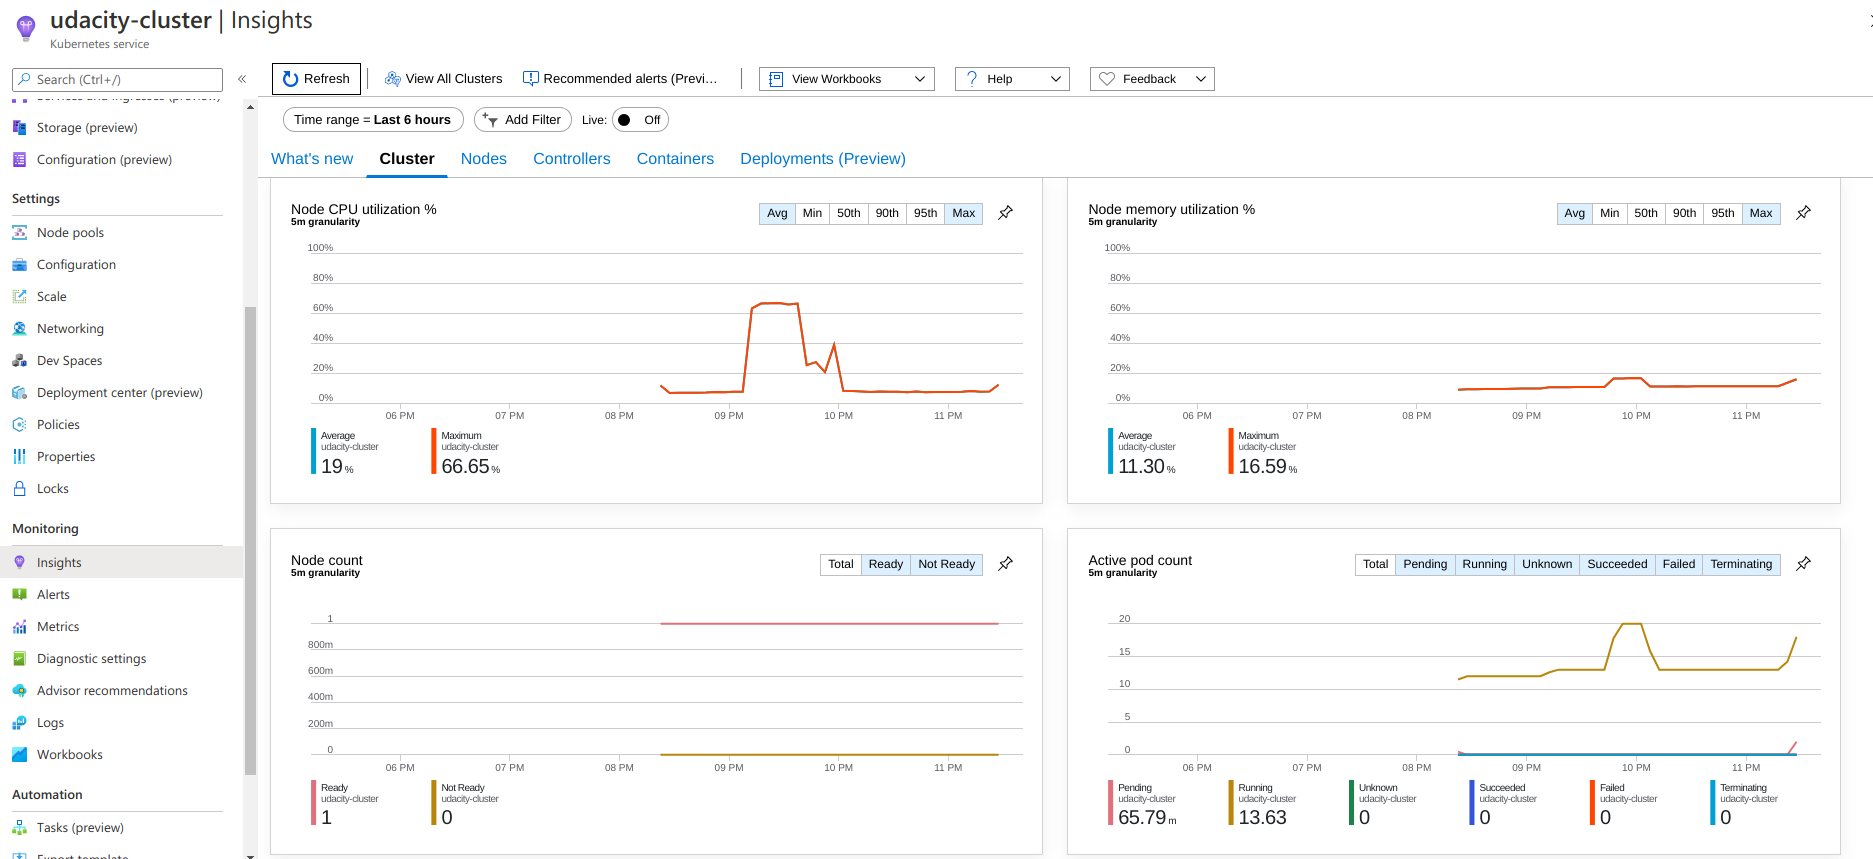 udacity-cluster | Insights
Kubernetes service
Search (Ctrl+/)
«
Refresh
View All Clusters
Recommended alerts (Previ...
View Workbooks
Help
Feedback
Time range = Last 6 hours
Add Filter
Live:
Off
What's new
Cluster
Nodes
Controllers
Containers
Deployments (Preview)
Services and ingresses (preview)
Storage (preview)
Configuration (preview)
Settings
Node pools
Configuration
Scale
Networking
Dev Spaces
Deployment center (preview)
Policies
Properties
Locks
Monitoring
Insights
Alerts
Metrics
Diagnostic settings
Advisor recommendations
Logs
Workbooks
Automation
Tasks (preview)
Export template
Node CPU utilization %
5m granularity
Avg Min 50th 90th 95th Max
100%
80%
60%
40%
20%
0%
06 PM 07 PM 08 PM 09 PM 10 PM 11 PM
Average
udacity-cluster
19 %
Maximum
udacity-cluster
66.65 %
Node memory utilization %
5m granularity
Avg Min 50th 90th 95th Max
100%
80%
60%
40%
20%
0%
06 PM 07 PM 08 PM 09 PM 10 PM 11 PM
Average
udacity-cluster
11.30 %
Maximum
udacity-cluster
16.59 %
Node count
5m granularity
Total Ready Not Ready
1
800m
600m
400m
200m
0
06 PM 07 PM 08 PM 09 PM 10 PM 11 PM
Ready
udacity-cluster
1
Not Ready
udacity-cluster
0
Active pod count
5m granularity
Total Pending Running Unknown Succeeded Failed Terminating
20
15
10
5
0
06 PM 07 PM 08 PM 09 PM 10 PM 11 PM
Pending
udacity-cluster
65.79 m
Running
udacity-cluster
13.63
Unknown
udacity-cluster
0
Succeeded
udacity-cluster
0
Failed
udacity-cluster
0
Terminating
udacity-cluster
0